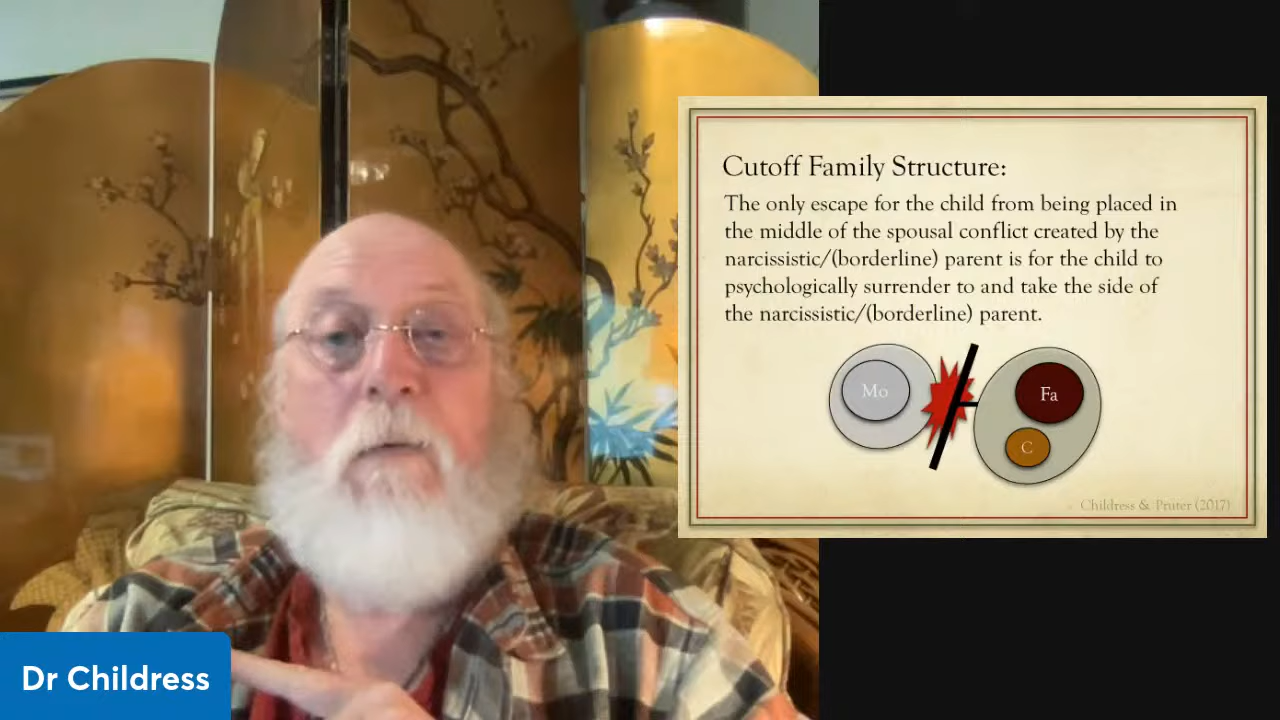 Cutoff Family Structure:
The only escape for the child from being placed in
the middle of the spousal conflict created by the
narcissistic/(borderline) parent is for the child to
psychologically surrender to and take the side of
the narcissistic/(borderline) parent.
Mo
Fa
C
Childress & Pruter (2017)
Dr Childress